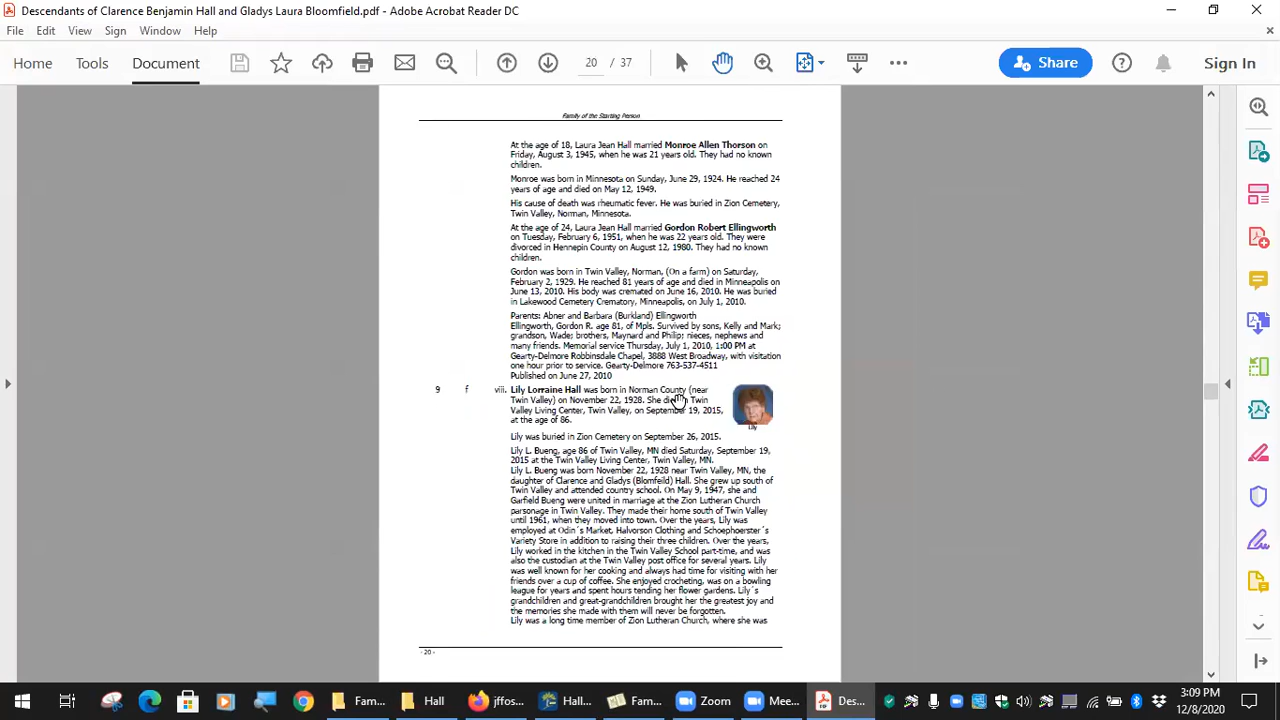 Descendants of Clarence Benjamin Hall and Gladys Laura Bloomfield.pdf - Adobe Acrobat Reader DC
File Edit View Sign Window Help
Home Tools Document 20 / 37 Share Sign In
Family of the Starting Person
At the age of 18, Laura Jean Hall married Monroe Allen Thorson on
Friday, August 3, 1945, when he was 21 years old. They had no known
children.
Monroe was born in Minnesota on Sunday, June 29, 1924. He reached 24
years of age and died on May 12, 1949.
His cause of death was rheumatic fever. He was buried in Zion Cemetery,
Twin Valley, Norman, Minnesota.
At the age of 24, Laura Jean Hall married Gordon Robert Ellingworth
on Tuesday, February 6, 1951, when he was 22 years old. They were
divorced in Hennepin County on August 12, 1980. They had no known
children.
Gordon was born in Twin Valley, Norman, (On a farm) on Saturday,
February 2, 1929. He reached 81 years of age and died in Minneapolis on
June 13, 2010. His body was cremated on June 16, 2010. He was buried
in Lakewood Cemetery Crematory, Minneapolis, on July 1, 2010.
Parents: Abner and Barbara (Burkland) Ellingworth
Ellingworth, Gordon R. age 81, of Mpls. Survived by sons, Kelly and Mark;
grandson, Wade; brothers, Maynard and Philip; nieces, nephews and
many friends. Memorial service Thursday, July 1, 2010, 1:00 PM at
Gearty-Delmore Robbinsdale Chapel, 3888 West Broadway, with visitation
one hour prior to service. Gearty-Delmore 763-537-4511
Published on June 27, 2010
9 f viii. Lily Lorraine Hall was born in Norman County (near
Twin Valley) on November 22, 1928. She died in Twin
Valley Living Center, Twin Valley, on September 19, 2015,
at the age of 86.
Lily
Lily was buried in Zion Cemetery on September 26, 2015.
Lily L. Bueng, age 86 of Twin Valley, MN died Saturday, September 19,
2015 at the Twin Valley Living Center, Twin Valley, MN.
Lily L. Bueng was born November 22, 1928 near Twin Valley, MN, the
daughter of Clarence and Gladys (Blomfeild) Hall. She grew up south of
Twin Valley and attended country school. On May 9, 1947, she and
Garfield Bueng were united in marriage at the Zion Lutheran Church
parsonage in Twin Valley. They made their home south of Twin Valley
until 1961, when they moved into town. Over the years, Lily was
employed at Odin´s Market, Halvorson Clothing and Schoephoerster´s
Variety Store in addition to raising their three children. Over the years,
Lily worked in the kitchen in the Twin Valley School part-time, and was
also the custodian at the Twin Valley post office for several years. Lily
was well known for her cooking and always had time for visiting with her
friends over a cup of coffee. She enjoyed crocheting, was on a bowling
league for years and spent hours tending her flower gardens. Lily´s
grandchildren and great-grandchildren brought her the greatest joy and
the memories she made with them will never be forgotten.
Lily was a long time member of Zion Lutheran Church, where she was
- 20 -
Fam... Hall jffos... Hall... Fam... Zoom Mee... Des... 3:09 PM
12/8/2020